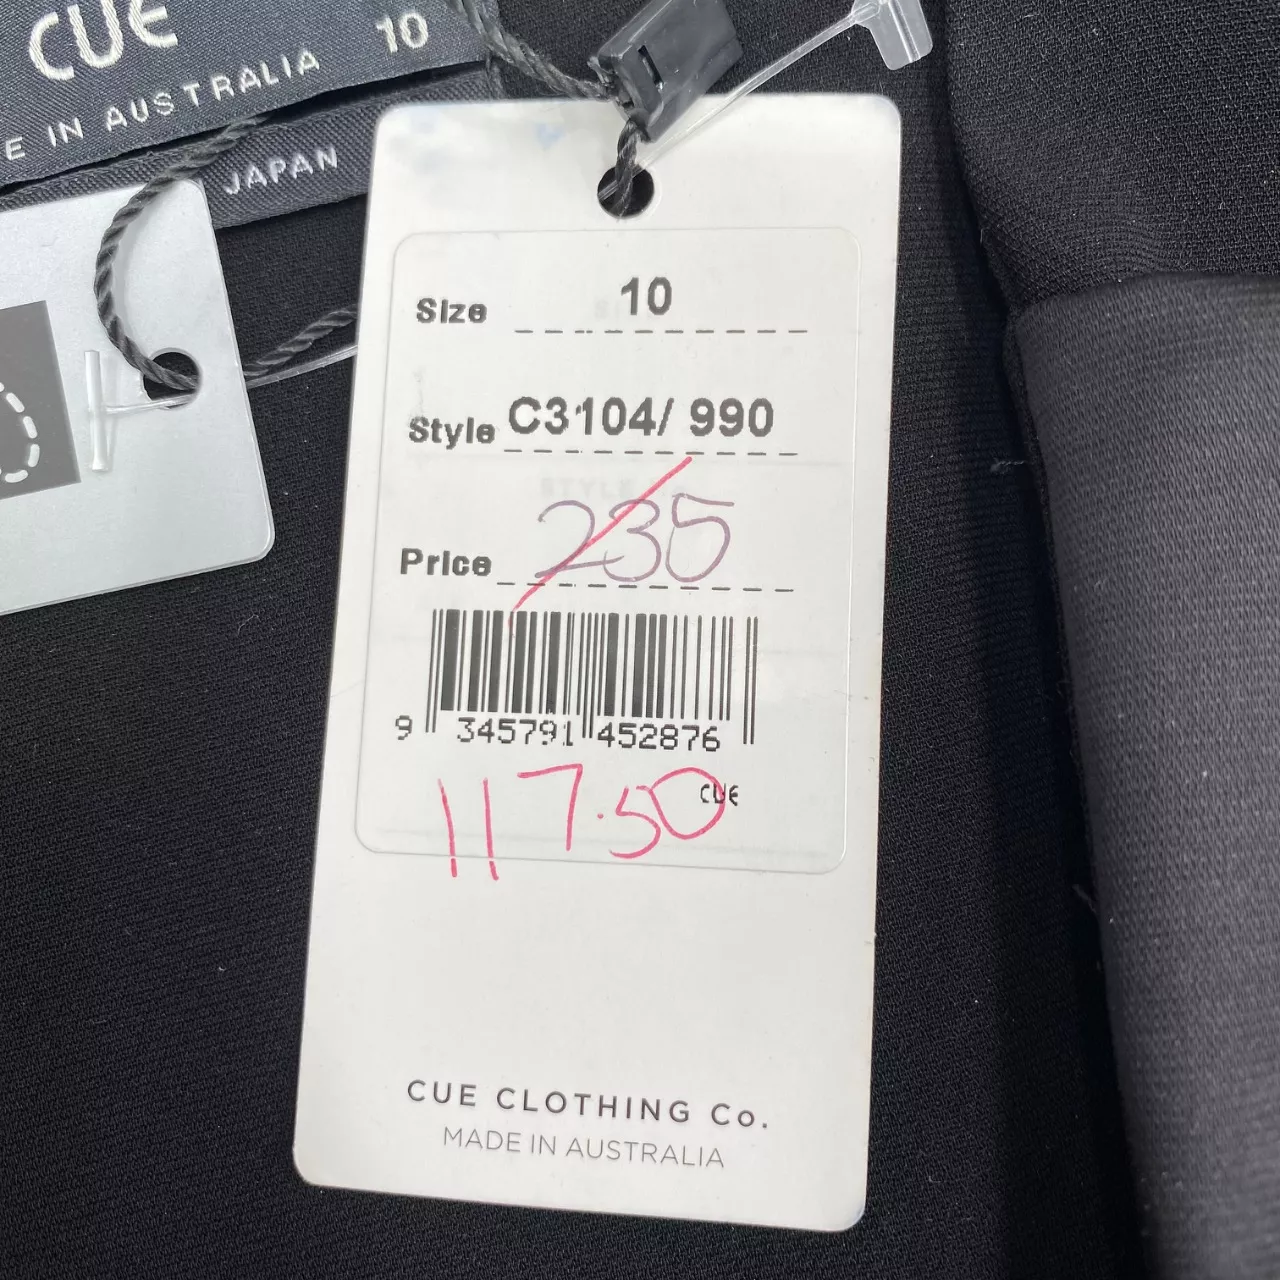 CUE 10
E IN AUSTRALIA
JAPAN
Size 10
Style C3104/ 990
Price 235
9 345791 452876
117.50
CUE
CUE CLOTHING Co.
MADE IN AUSTRALIA